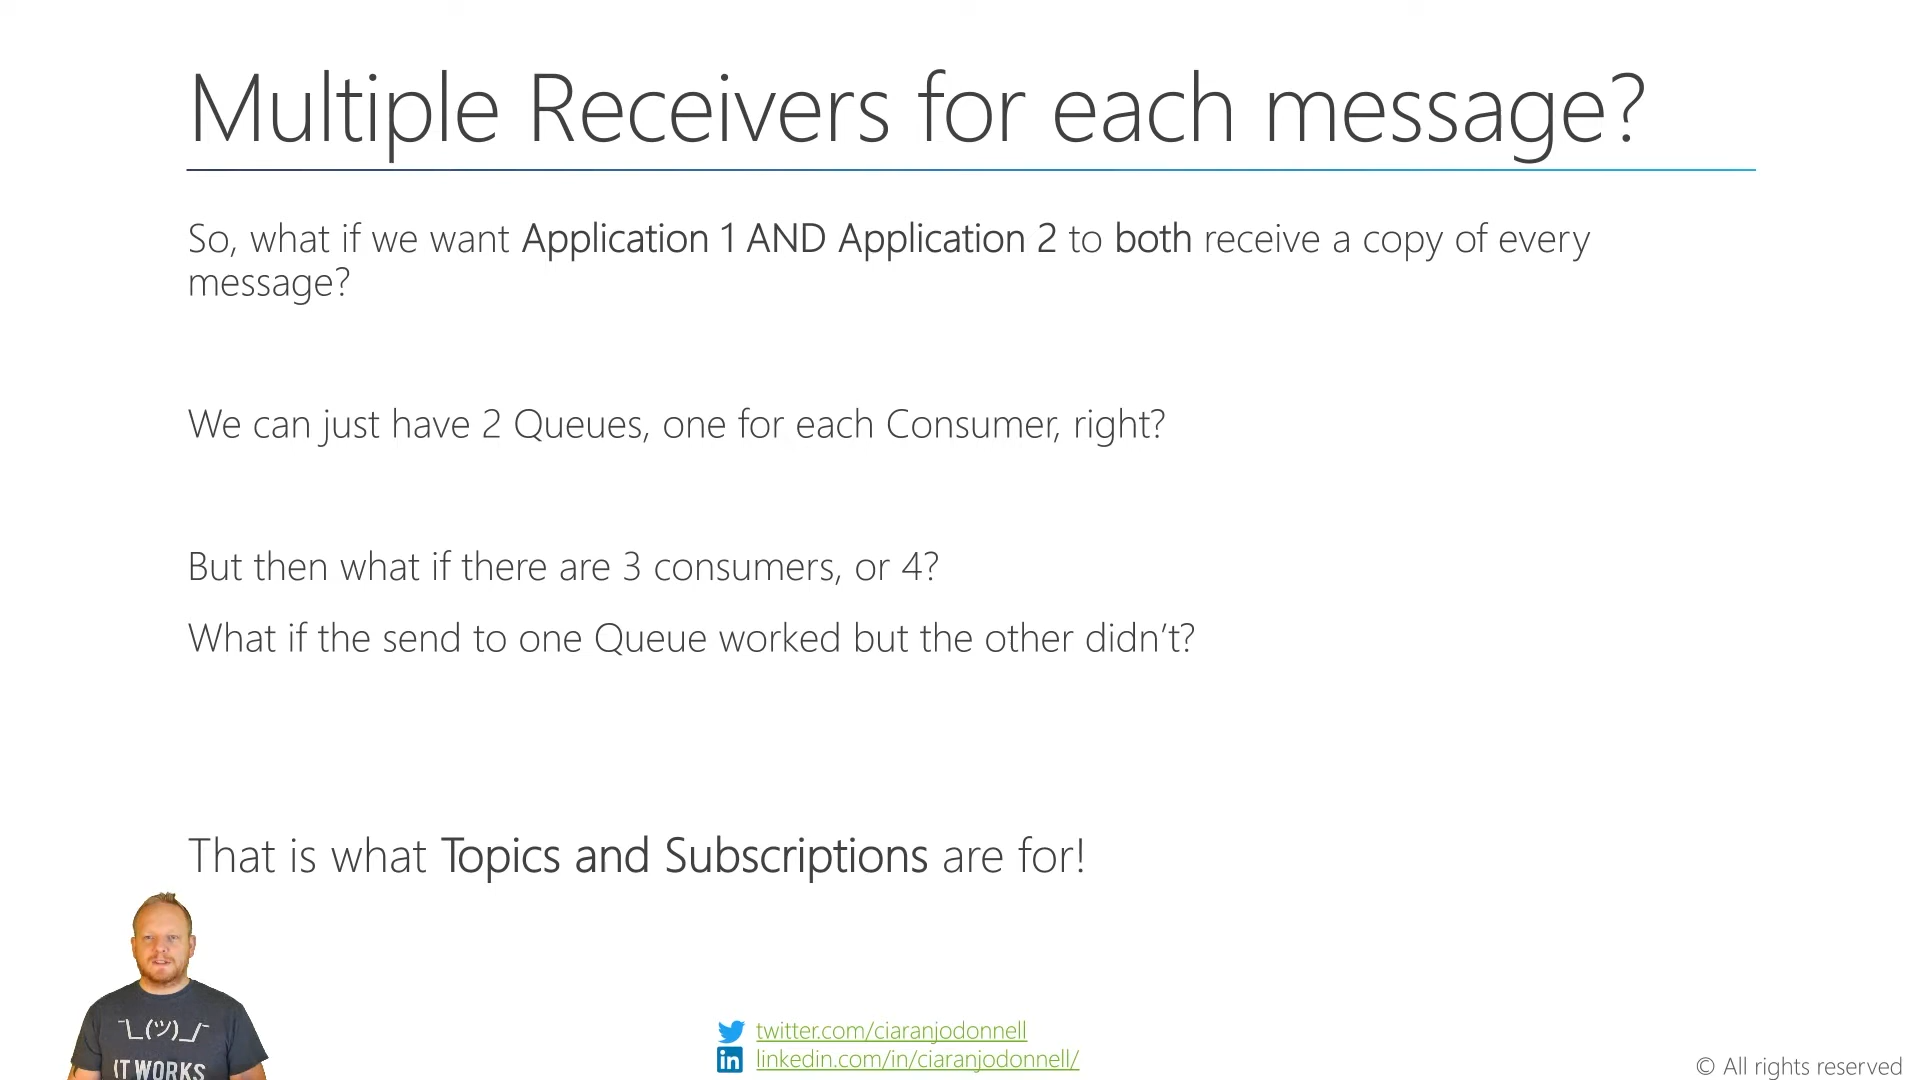 Multiple Receivers for each message?
So, what if we want Application 1 AND Application 2 to both receive a copy of every
message?
We can just have 2 Queues, one for each Consumer, right?
But then what if there are 3 consumers, or 4?
What if the send to one Queue worked but the other didn’t?
That is what Topics and Subscriptions are for!
¯\_(ツ)_/¯
IT WORKS
twitter.com/ciaranjodonnell
linkedin.com/in/ciaranjodonnell/
© All rights reserved